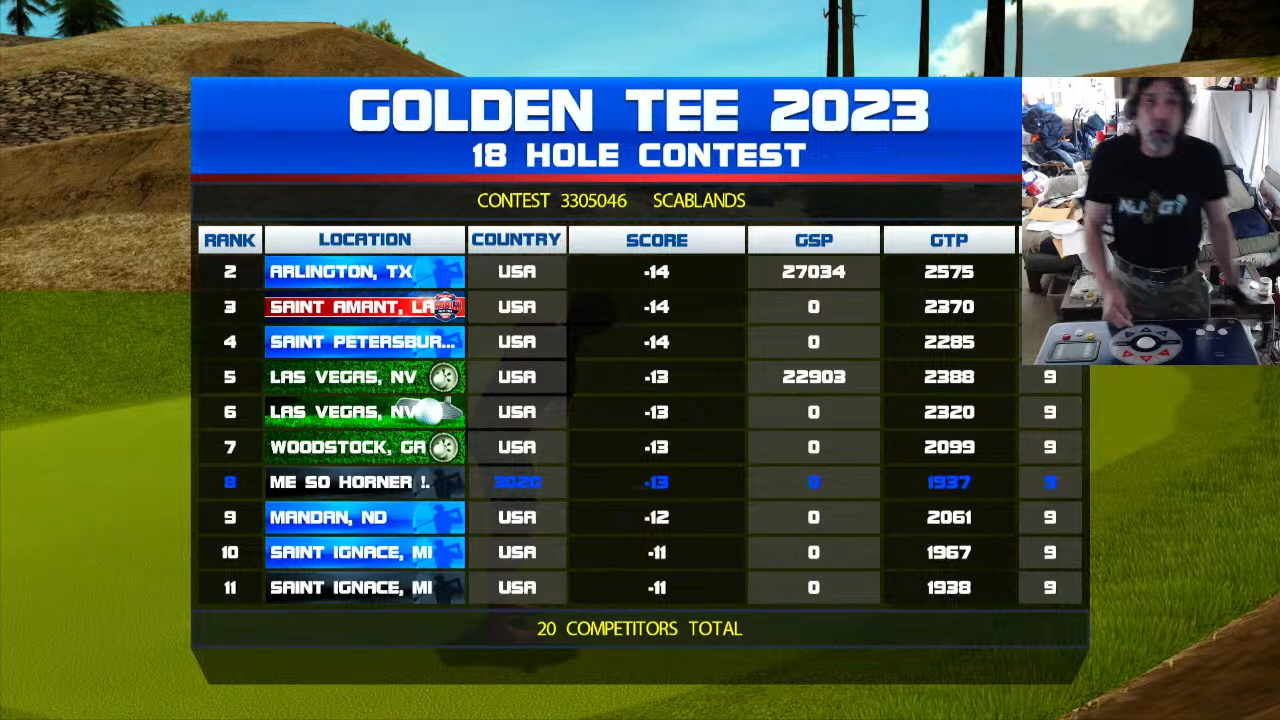 GOLDEN TEE 2023
18 HOLE CONTEST
CONTEST 3305046 SCABLANDS
RANK LOCATION COUNTRY SCORE GSP GTP
2 ARLINGTON, TX USA -14 27034 2575
3 SAINT AMANT, LA USA -14 0 2370
4 SAINT PETERSBUR... USA -14 0 2285
5 LAS VEGAS, NV USA -13 22903 2388 9
6 LAS VEGAS, NV USA -13 0 2320 9
7 WOODSTOCK, GA USA -13 0 2099 9
8 ME SO HORNER !. 3020 -13 0 1937 9
9 MANDAN, ND USA -12 0 2061 9
10 SAINT IGNACE, MI USA -11 0 1967 9
11 SAINT IGNACE, MI USA -11 0 1938 9
20 COMPETITORS TOTAL